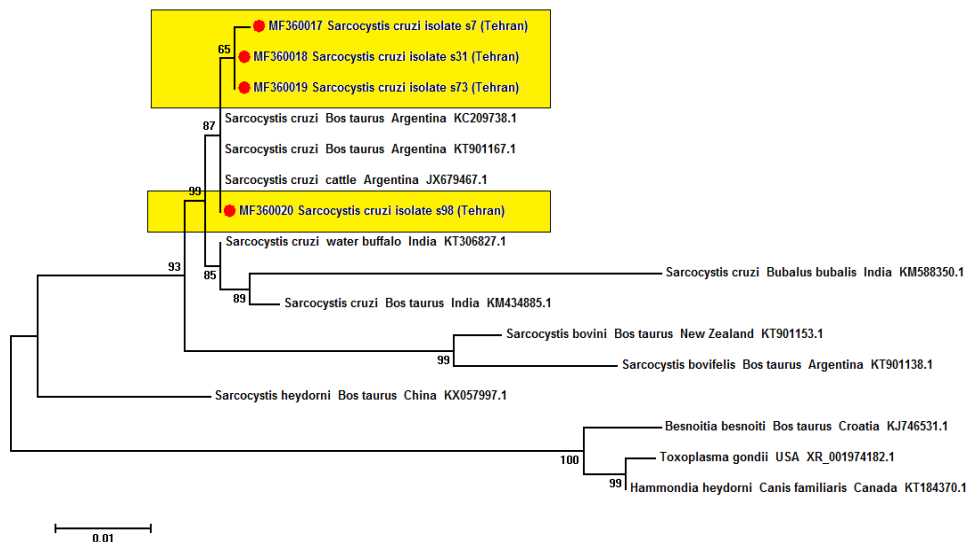 MF360017 Sarcocystis cruzi isolate s7 (Tehran)
65
MF360018 Sarcocystis cruzi isolate s31 (Tehran)
MF360019 Sarcocystis cruzi isolate s73 (Tehran)
Sarcocystis cruzi Bos taurus Argentina KC209738.1
87
Sarcocystis cruzi Bos taurus Argentina KT901167.1
Sarcocystis cruzi cattle Argentina JX679467.1
99
MF360020 Sarcocystis cruzi isolate s98 (Tehran)
Sarcocystis cruzi water buffalo India KT306827.1
93
85
Sarcocystis cruzi Bubalus bubalis India KM588350.1
89
Sarcocystis cruzi Bos taurus India KM434885.1
Sarcocystis bovini Bos taurus New Zealand KT901153.1
99
Sarcocystis bovifelis Bos taurus Argentina KT901138.1
Sarcocystis heydorni Bos taurus China KX057997.1
Besnoitia besnoiti Bos taurus Croatia KJ746531.1
100
Toxoplasma gondii USA XR_001974182.1
99
Hammondia heydorni Canis familiaris Canada KT184370.1
0.01